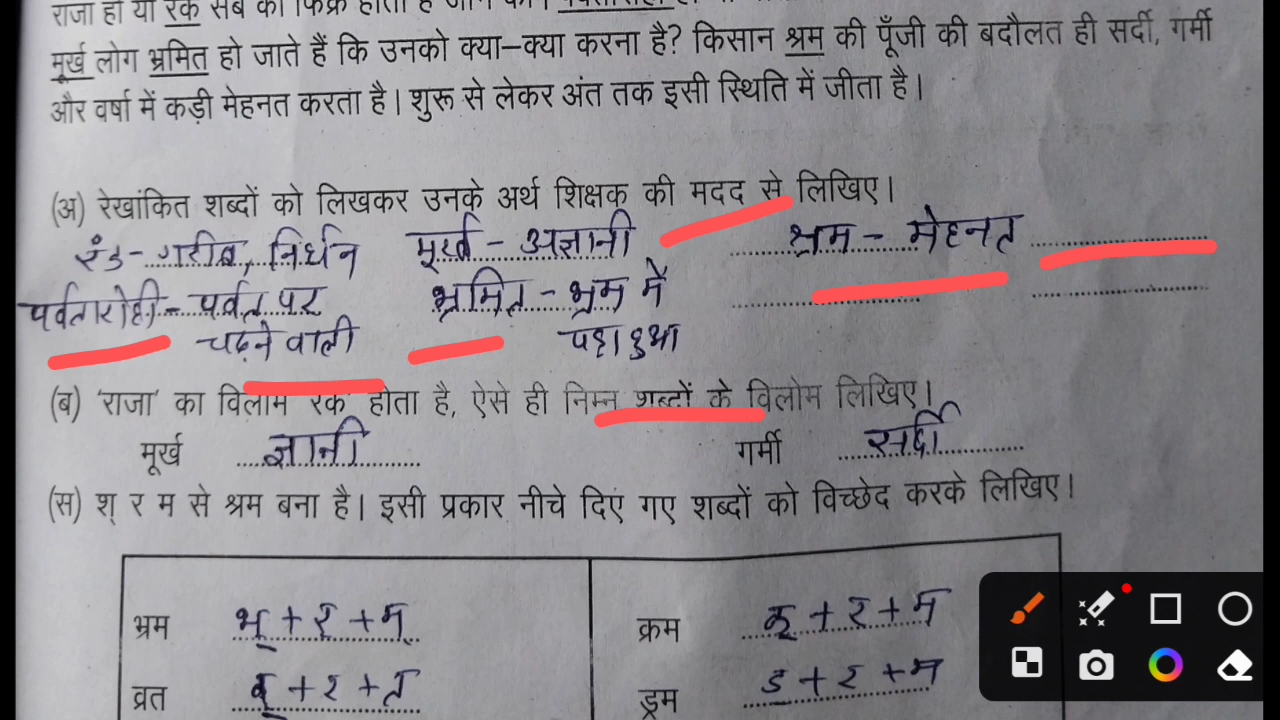 राजा हो या रंक सब को फिक्र होती है
मूर्ख लोग भ्रमित हो जाते हैं कि उनको क्या–क्या करना है? किसान श्रम की पूँजी की बदौलत ही सर्दी, गर्मी
और वर्षा में कड़ी मेहनत करता है। शुरू से लेकर अंत तक इसी स्थिति में जीता है।
(अ) रेखांकित शब्दों को लिखकर उनके अर्थ शिक्षक की मदद से लिखिए।
रंड - गरीब, निर्धन मूर्ख - अज्ञानी श्रम - मेहनत
पर्वतारोही - पर्वत पर भ्रमित - भ्रम में
चढ़ने वाली पड़ा हुआ
(ब) 'राजा' का विलोम रंक होता है, ऐसे ही निम्न शब्दों के विलोम लिखिए।
मूर्ख ज्ञानी गर्मी सर्दी
(स) श् र म से श्रम बना है। इसी प्रकार नीचे दिए गए शब्दों को विच्छेद करके लिखिए।
भ्रम भ् + र् + म् क्रम क् + र + म
व्रत व् + र + त ड्रम ड + र + म